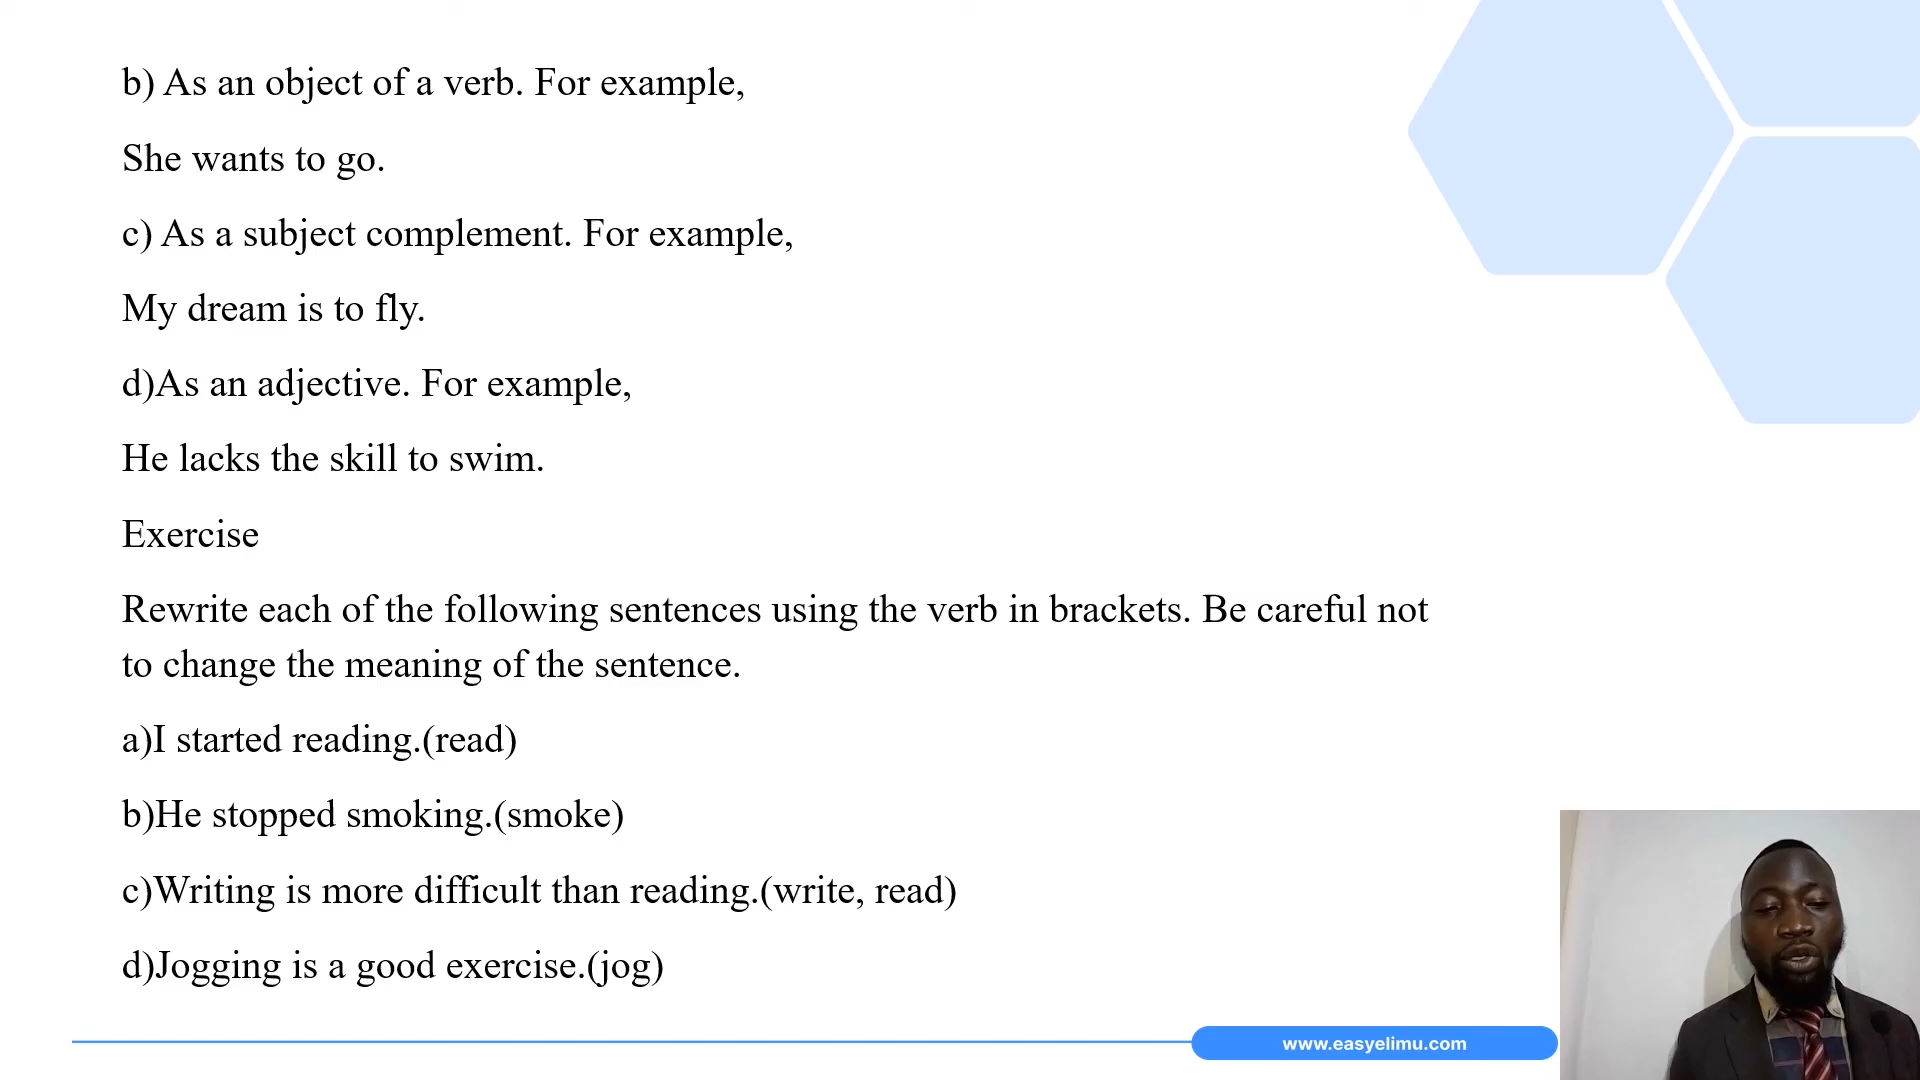 b) As an object of a verb. For example,
She wants to go.
c) As a subject complement. For example,
My dream is to fly.
d)As an adjective. For example,
He lacks the skill to swim.
Exercise
Rewrite each of the following sentences using the verb in brackets. Be careful not
to change the meaning of the sentence.
a)I started reading.(read)
b)He stopped smoking.(smoke)
c)Writing is more difficult than reading.(write, read)
d)Jogging is a good exercise.(jog)
www.easyelimu.com